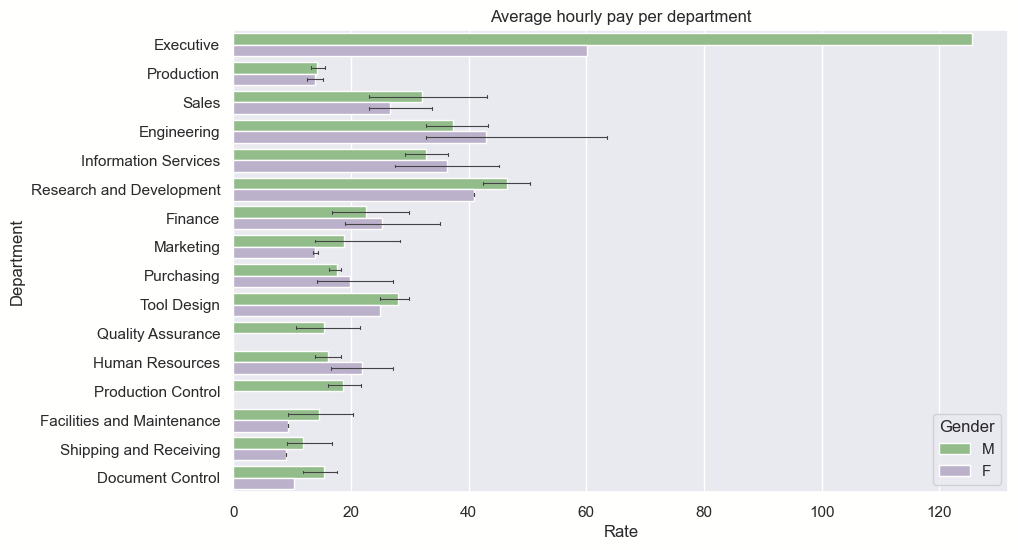 Average hourly pay per department
Department
Executive
Production
Sales
Engineering
Information Services
Research and Development
Finance
Marketing
Purchasing
Tool Design
Quality Assurance
Human Resources
Production Control
Facilities and Maintenance
Shipping and Receiving
Document Control
Gender
M
F
0 20 40 60 80 100 120
Rate